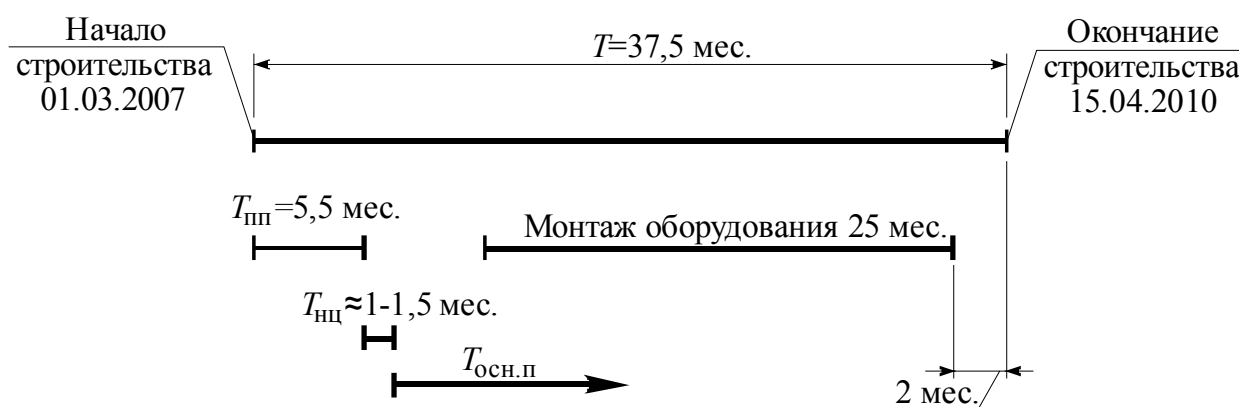 Начало
строительства
01.03.2007
T=37,5 мес.
Окончание
строительства
15.04.2010
Tпп=5,5 мес.
Монтаж оборудования 25 мес.
Tнц≈1-1,5 мес.
Tосн.п
2 мес.